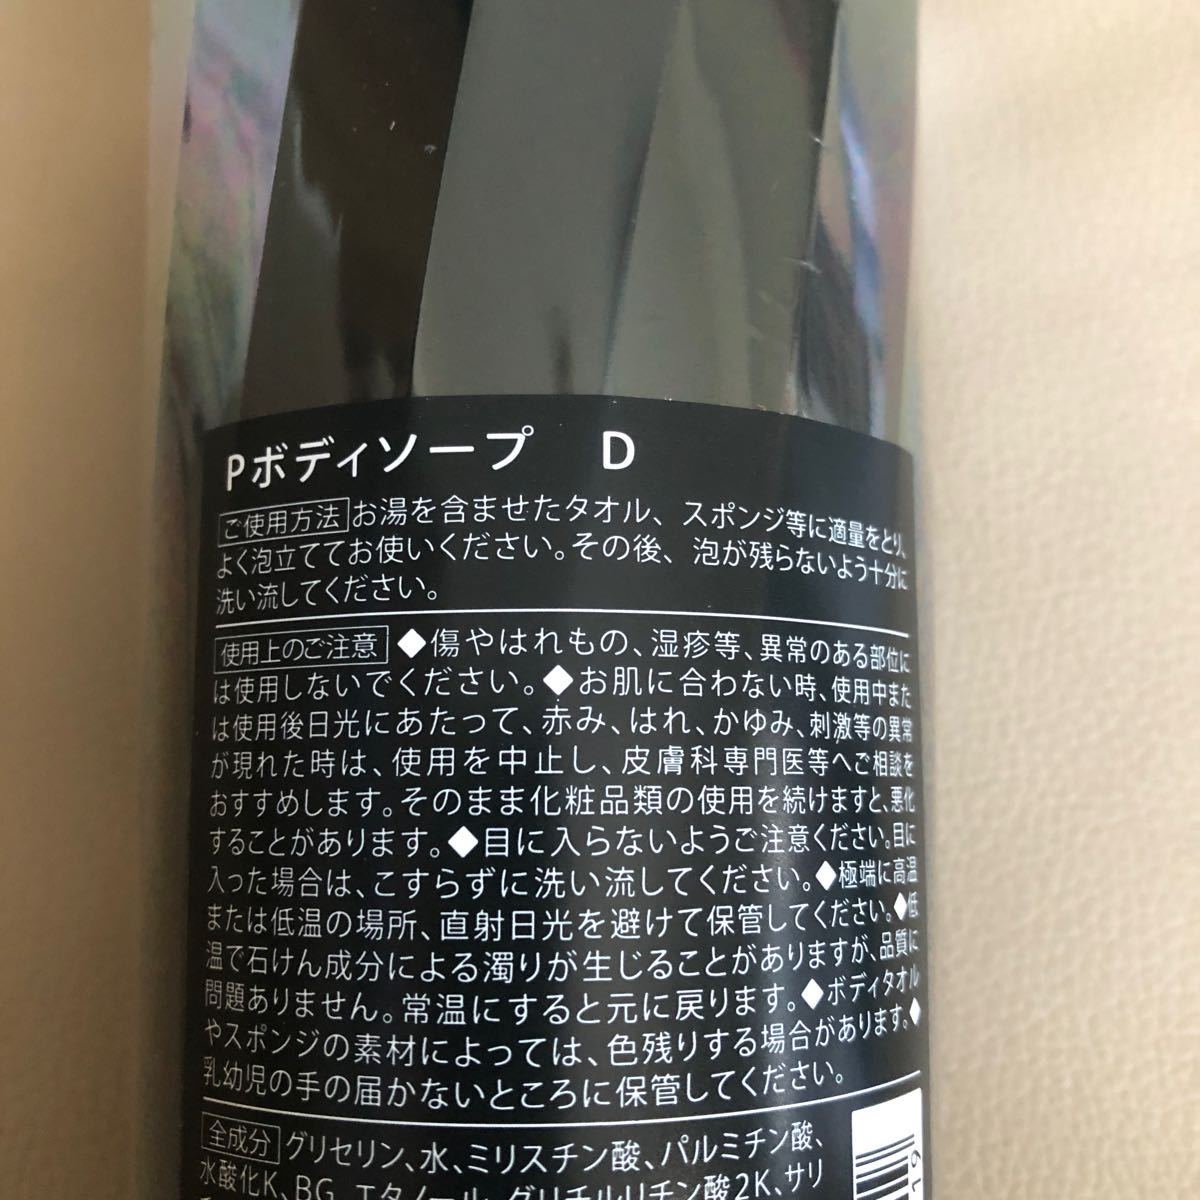 Pボディソープ　D
ご使用方法 お湯を含ませたタオル、スポンジ等に適量をとり、
よく泡立ててお使いください。その後、泡が残らないよう十分に
洗い流してください。
使用上のご注意 ◆傷やはれもの、湿疹等、異常のある部位に
は使用しないでください。◆お肌に合わない時、使用中また
は使用後日光にあたって、赤み、はれ、かゆみ、刺激等の異常
が現れた時は、使用を中止し、皮膚科専門医等へご相談を
おすすめします。そのまま化粧品類の使用を続けますと、悪化
することがあります。◆目に入らないようご注意ください。目に
入った場合は、こすらずに洗い流してください。◆極端に高温
または低温の場所、直射日光を避けて保管してください。◆低
温で石けん成分による濁りが生じることがありますが、品質に
問題ありません。常温にすると元に戻ります。◆ボディタオル
やスポンジの素材によっては、色残りする場合があります。◆
乳幼児の手の届かないところに保管してください。
全成分 グリセリン、水、ミリスチン酸、パルミチン酸、
水酸化K、BG、エタノール、グリチルリチン酸2K、サリ